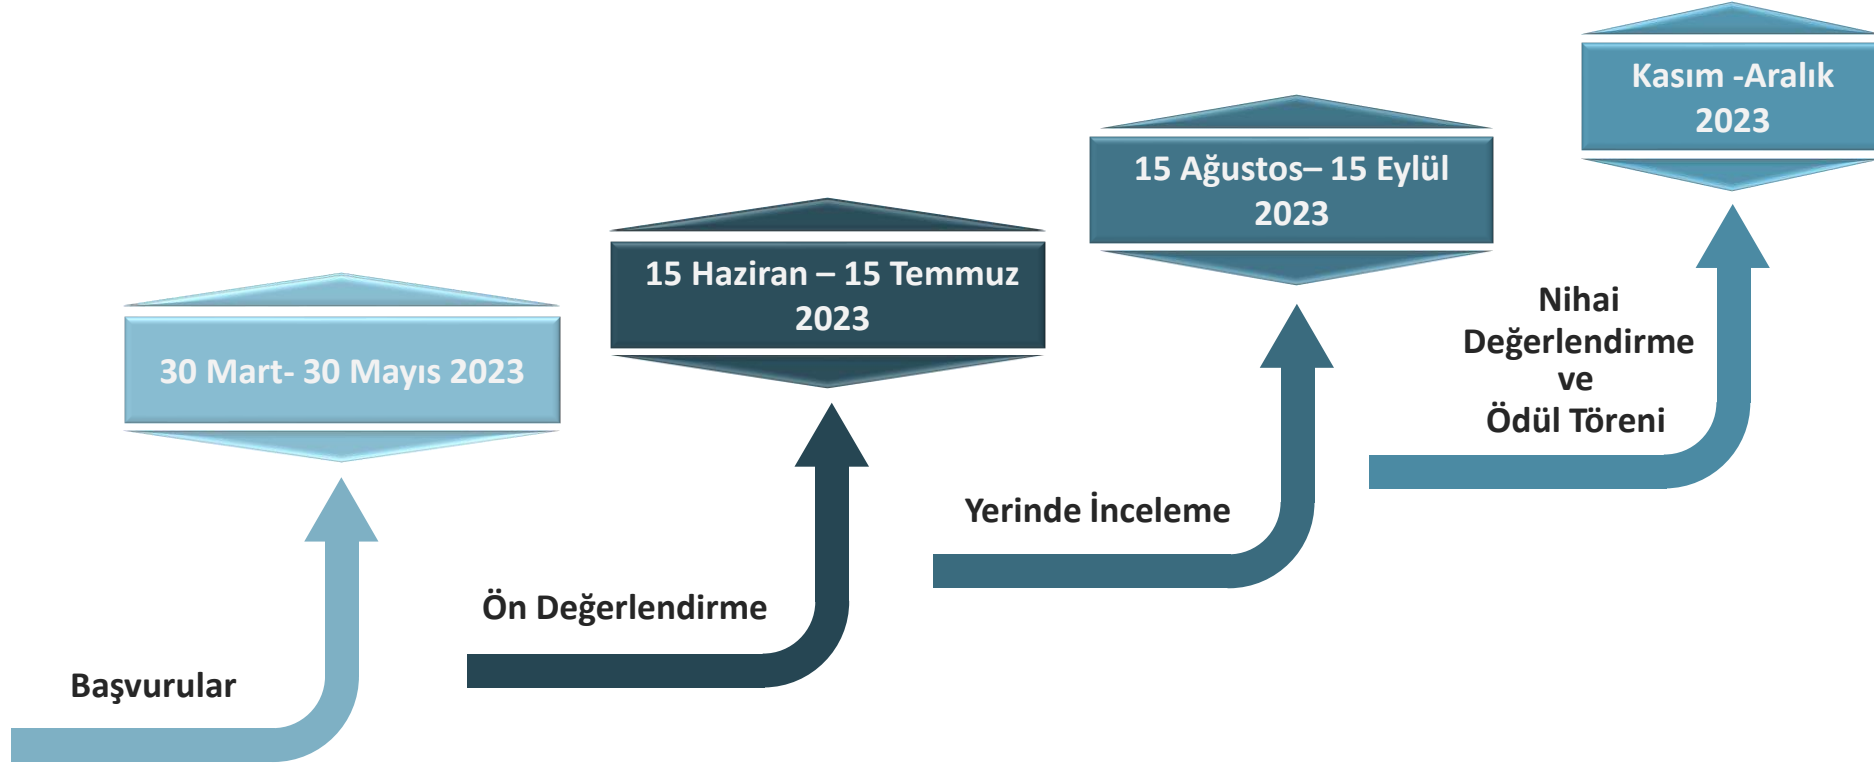 Başvurular
30 Mart- 30 Mayıs 2023
Ön Değerlendirme
15 Haziran – 15 Temmuz
2023
Yerinde İnceleme
15 Ağustos– 15 Eylül
2023
Nihai
Değerlendirme
ve
Ödül Töreni
Kasım -Aralık
2023